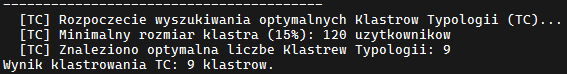 ----------------------------------------
[TC] Rozpoczecie wyszukiwania optymalnych Klastrow Typologii (TC)...
[TC] Minimalny rozmiar klastra (15%): 120 uzytkownikow
[TC] Znaleziono optymalna liczbe Klastrew Typologii: 9
Wynik klastrowania TC: 9 klastrow.